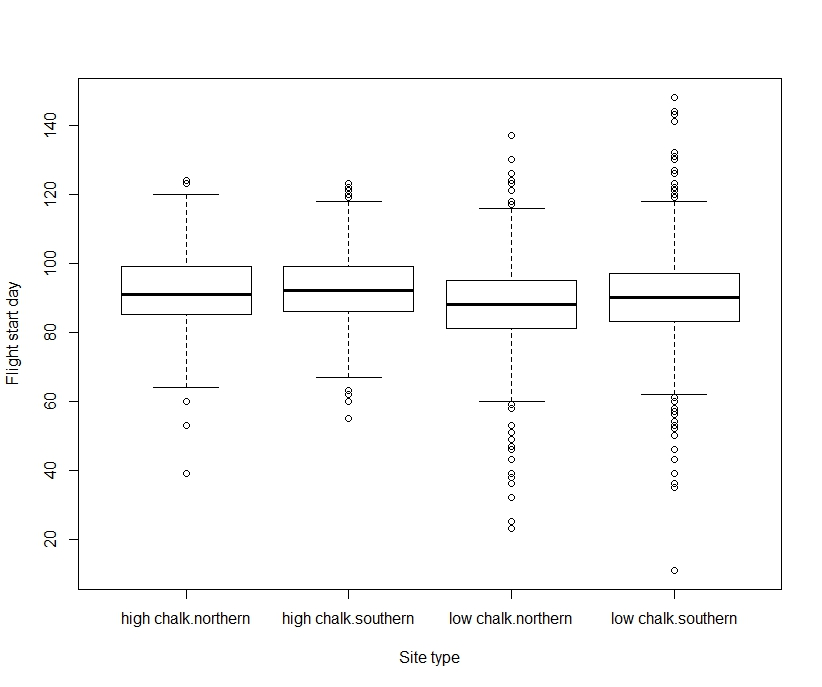 Flight start day
140
120
100
80
60
40
20
high chalk.northern high chalk.southern low chalk.northern low chalk.southern
Site type